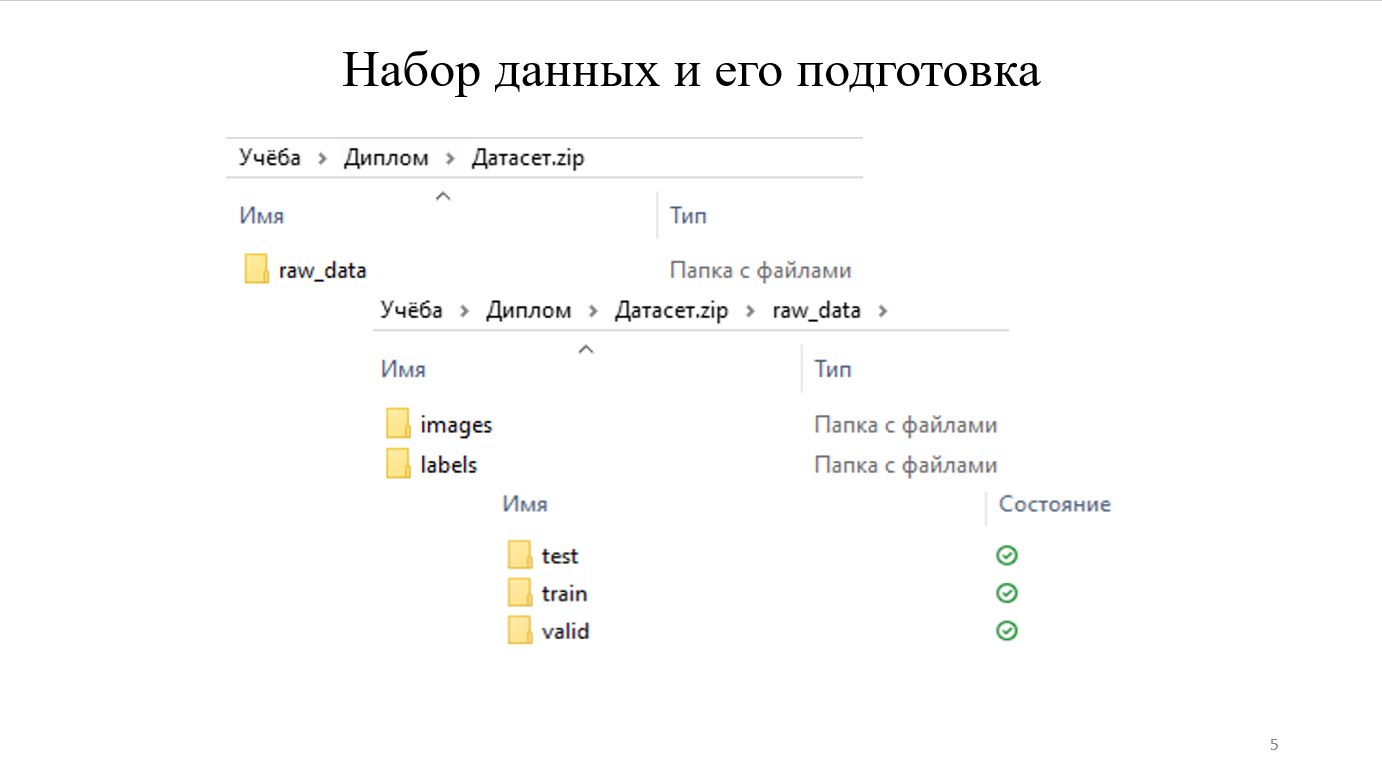 Набор данных и его подготовка
Учёба > Диплом > Датасет.zip
Имя Тип
raw_data Папка с файлами
Учёба > Диплом > Датасет.zip > raw_data >
Имя Тип
images Папка с файлами
labels Папка с файлами
Имя Состояние
test
train
valid
5